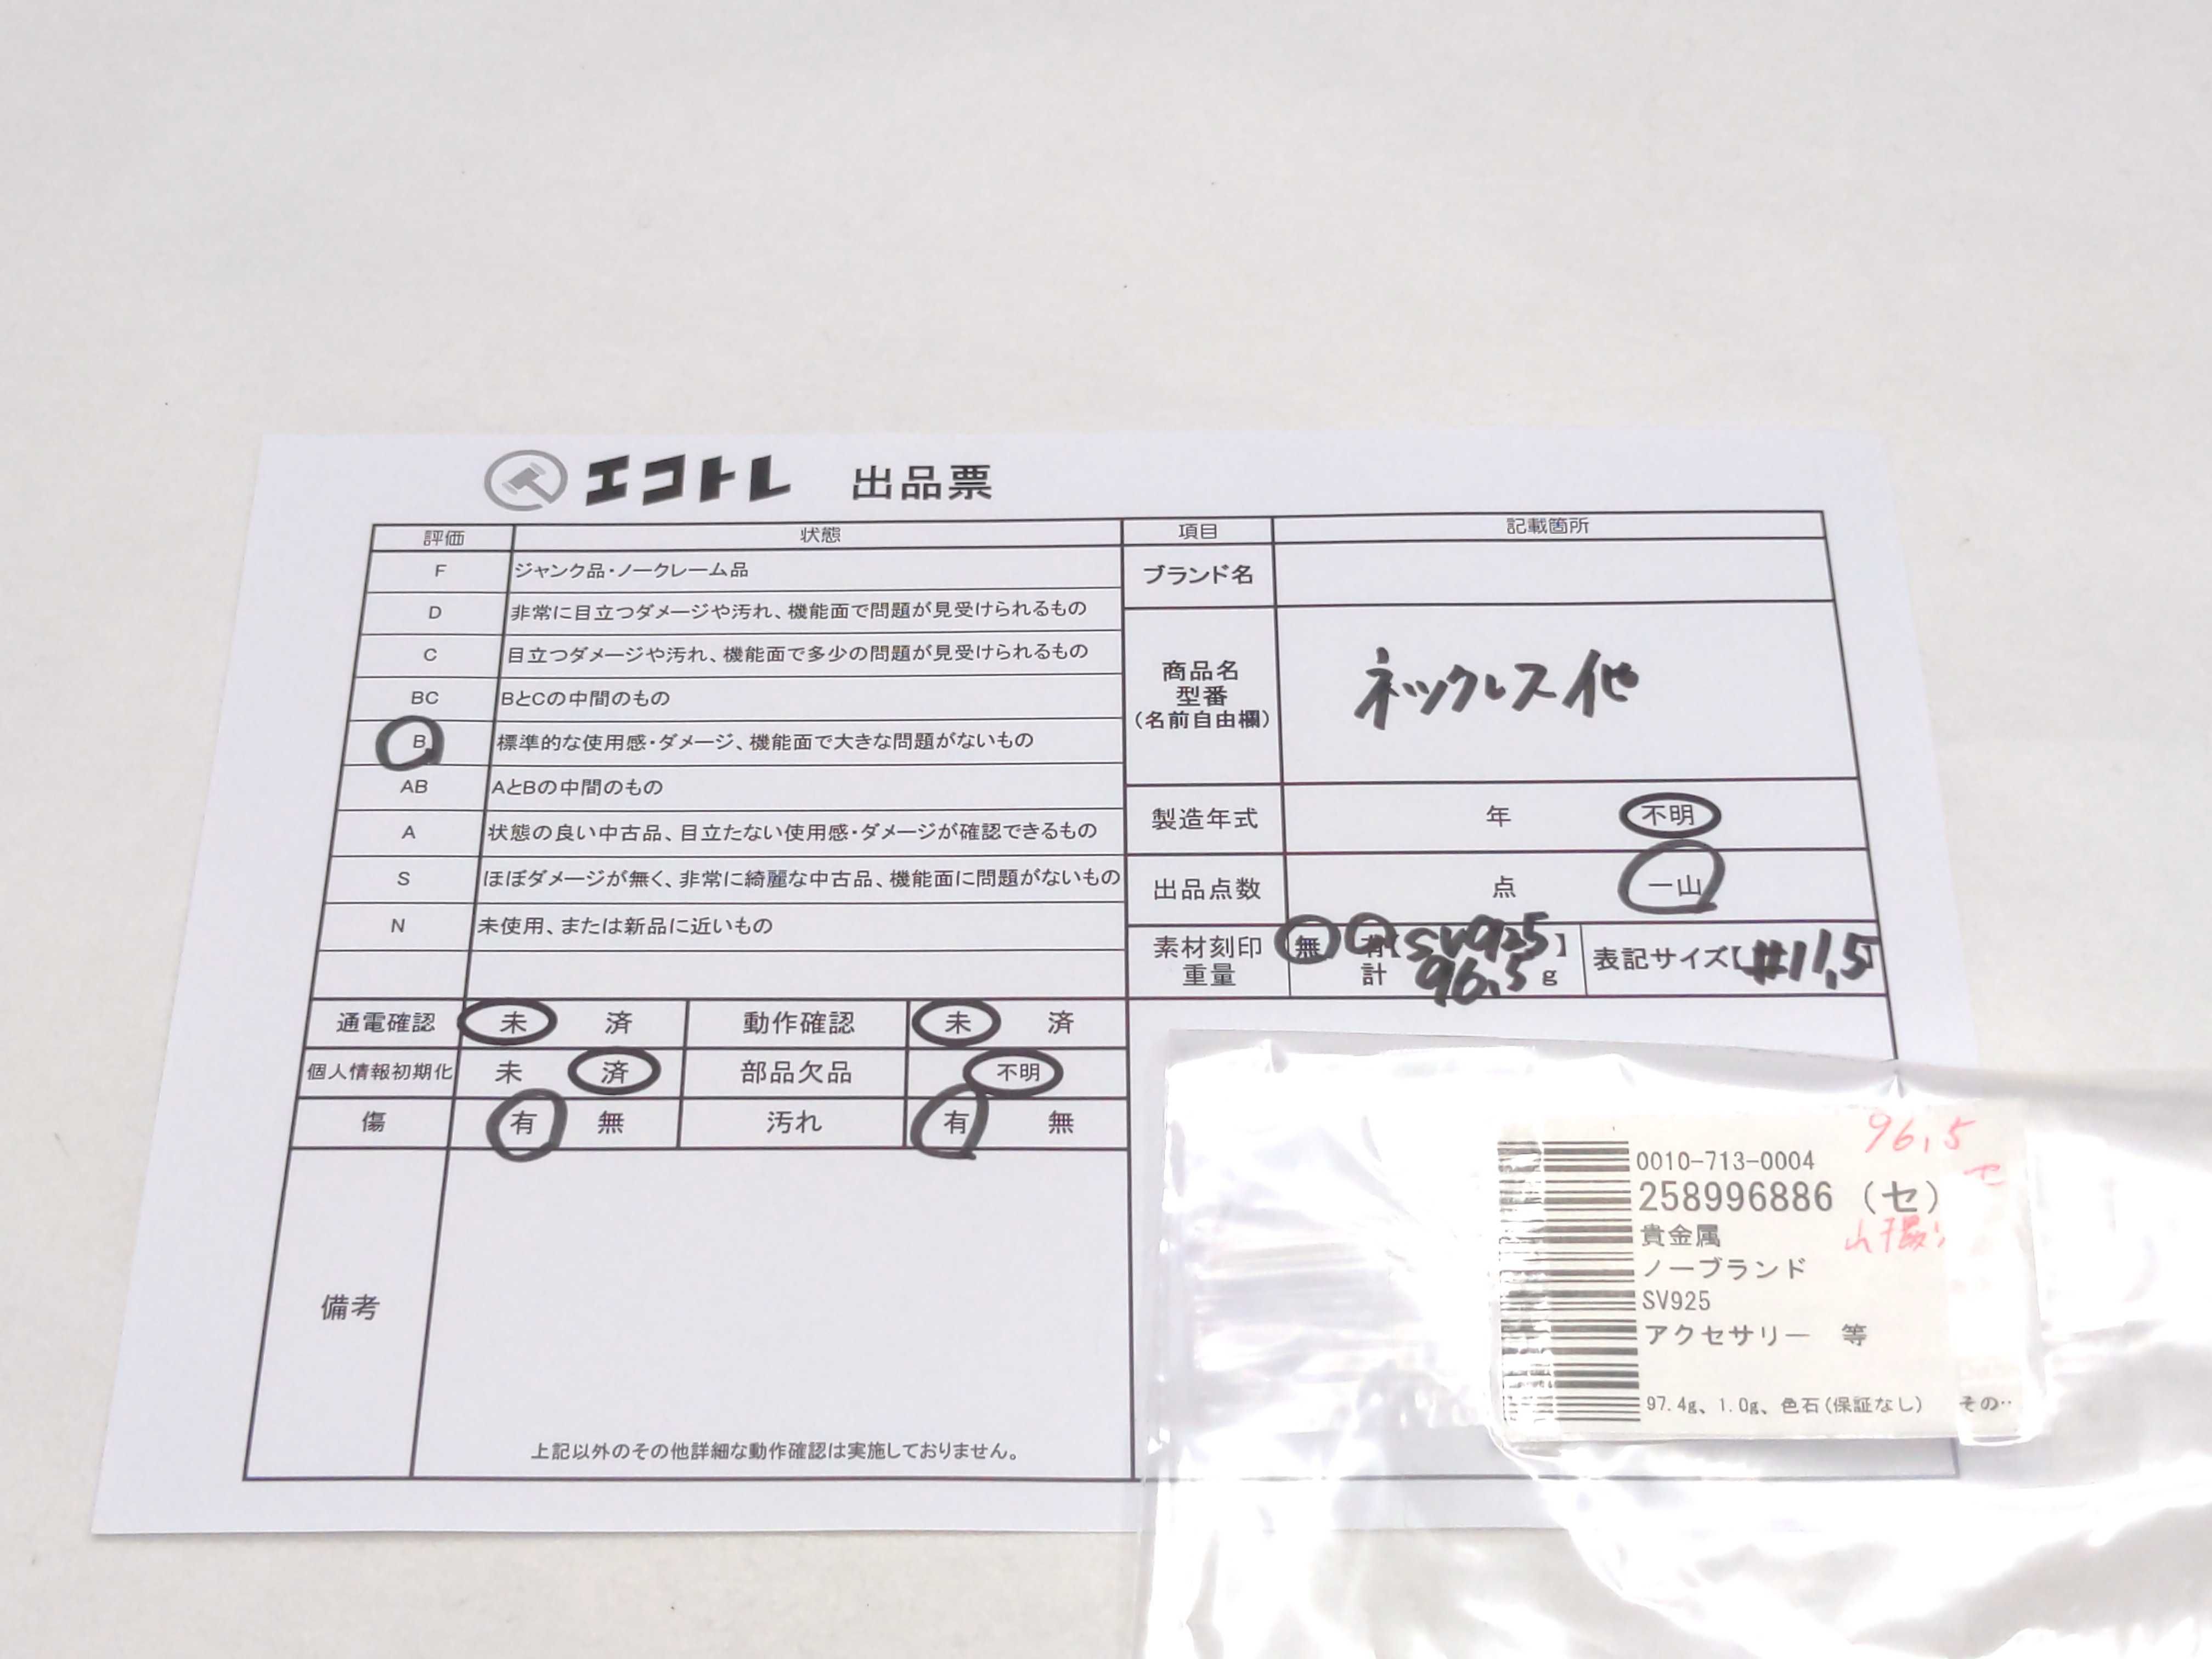 エコトレ 出品票
評価 状態
F ジャンク品・ノークレーム品
D 非常に目立つダメージや汚れ、機能面で問題が見受けられるもの
C 目立つダメージや汚れ、機能面で多少の問題が見受けられるもの
BC BとCの中間のもの
B 標準的な使用感・ダメージ、機能面で大きな問題がないもの
AB AとBの中間のもの
A 状態の良い中古品、目立たない使用感・ダメージが確認できるもの
S ほぼダメージが無く、非常に綺麗な中古品、機能面に問題がないもの
N 未使用、または新品に近いもの
項目 記載箇所
ブランド名
商品名
型番
(名前自由欄)
ネックレス他
製造年式 年 不明
出品点数 点 一山
素材刻印 無 有【SV925】
重量 計 96.5 g
表記サイズ【#11.5】
通電確認 未 済 動作確認 未 済
個人情報初期化 未 済 部品欠品 不明
傷 有 無 汚れ 有 無
備考
上記以外のその他詳細な動作確認は実施しておりません。
96.5
0010-713-0004
セ
258996886 (セ)
貴金属
ノーブランド
SV925
アクセサリー 等
97.4g、1.0g、色石(保証なし) その‥